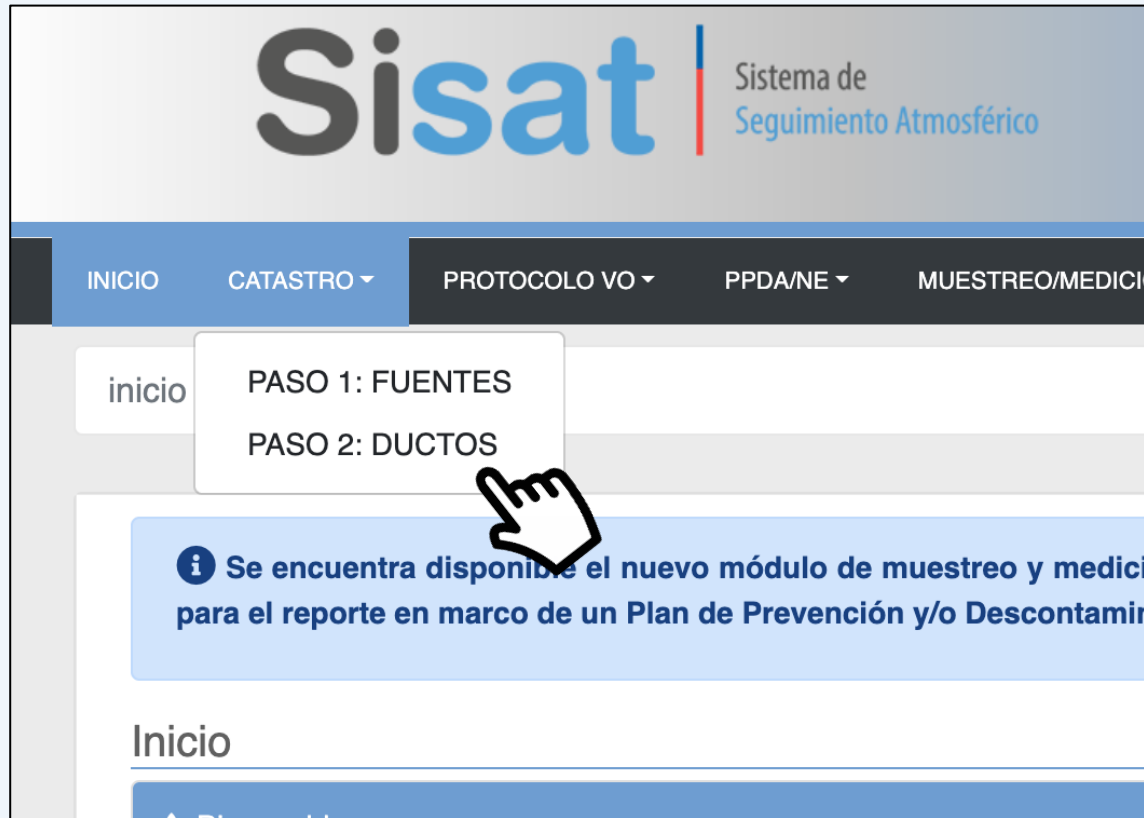 Sisat
Sistema de
Seguimiento Atmosférico
INICIO CATASTRO PROTOCOLO VO PPDA/NE MUESTREO/MEDICI
inicio
PASO 1: FUENTES
PASO 2: DUCTOS
Se encuentra disponible el nuevo módulo de muestreo y medici
para el reporte en marco de un Plan de Prevención y/o Descontamin
Inicio